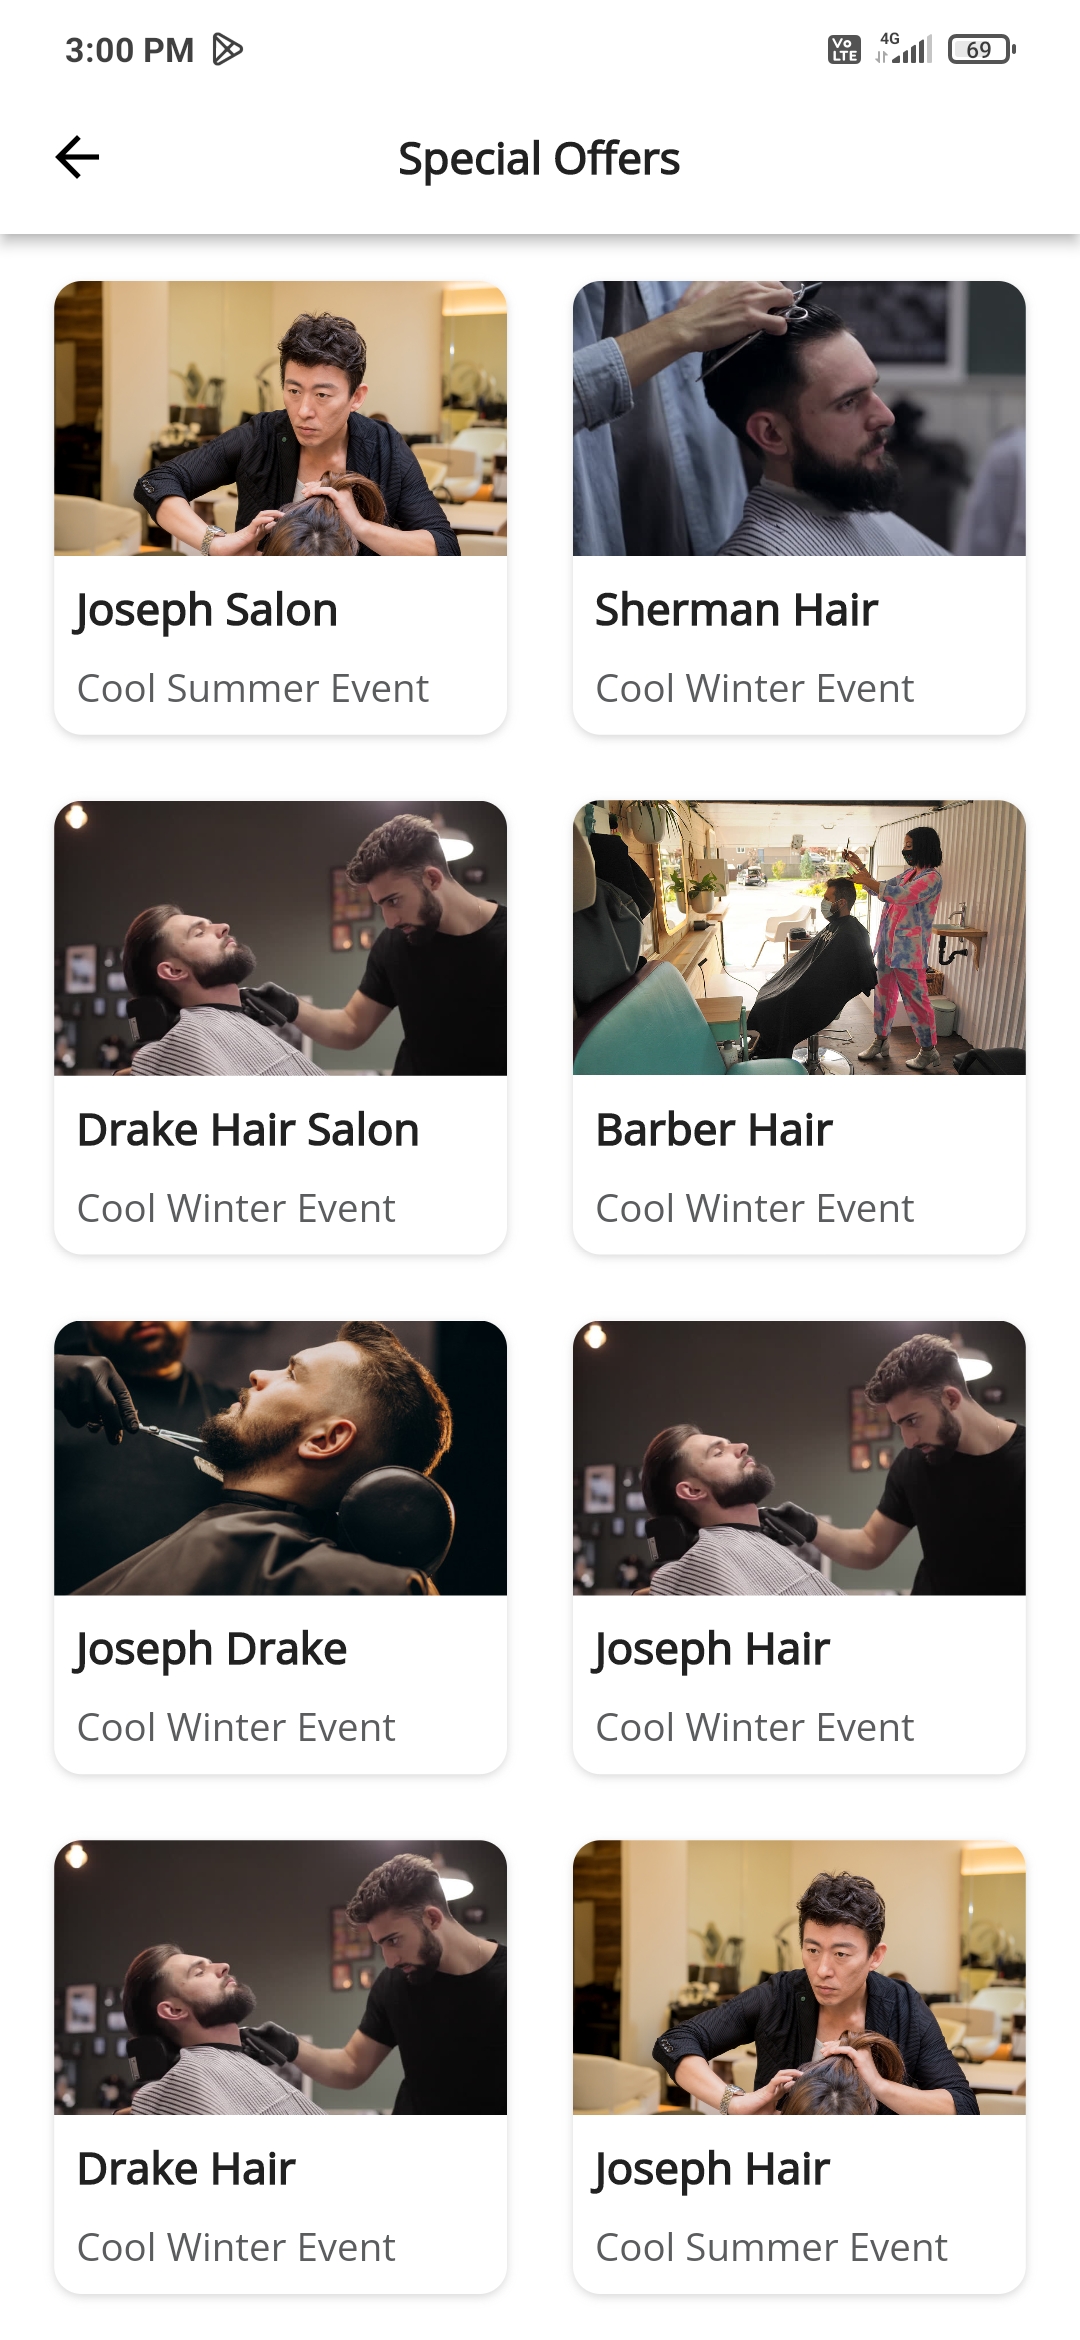 3:00 PM
Vo LTE 4G 69
Special Offers
Joseph Salon
Cool Summer Event
Sherman Hair
Cool Winter Event
Drake Hair Salon
Cool Winter Event
Barber Hair
Cool Winter Event
Joseph Drake
Cool Winter Event
Joseph Hair
Cool Winter Event
Drake Hair
Cool Winter Event
Joseph Hair
Cool Summer Event